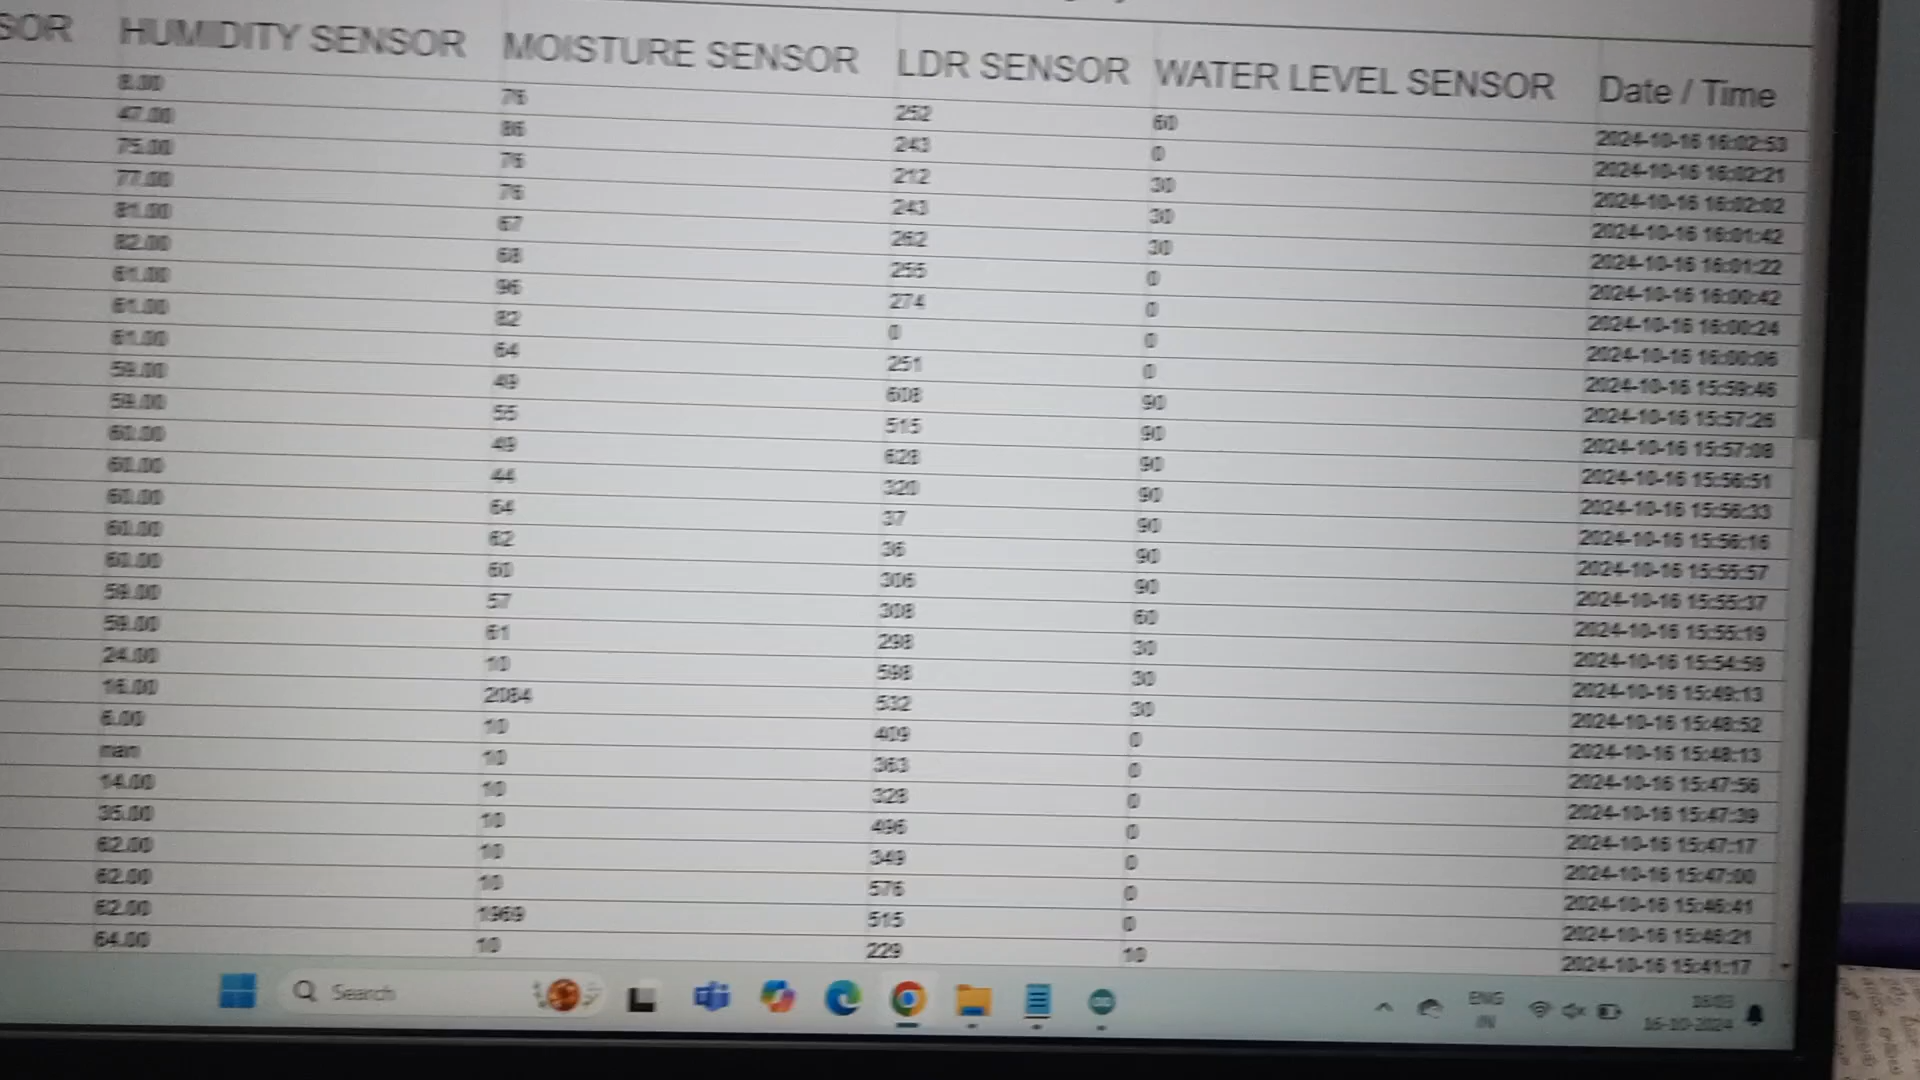 SOR HUMIDITY SENSOR MOISTURE SENSOR LDR SENSOR WATER LEVEL SENSOR Date / Time
8.00 76 252 60 2024-10-16 16:02:53
47.00 86 243 0 2024-10-16 16:02:21
75.00 76 212 30 2024-10-16 16:02:02
77.00 76 243 30 2024-10-16 16:01:42
81.00 67 262 30 2024-10-16 16:01:22
82.00 68 255 0 2024-10-16 16:00:42
61.00 96 274 0 2024-10-16 16:00:24
61.00 82 0 0 2024-10-16 16:00:06
61.00 64 251 0 2024-10-16 15:59:46
59.00 49 608 90 2024-10-16 15:57:26
59.00 55 515 90 2024-10-16 15:57:08
60.00 49 628 90 2024-10-16 15:56:51
60.00 44 320 90 2024-10-16 15:56:33
60.00 64 37 90 2024-10-16 15:56:16
60.00 62 36 90 2024-10-16 15:55:57
60.00 60 306 90 2024-10-16 15:55:37
59.00 57 308 60 2024-10-16 15:55:19
59.00 61 298 30 2024-10-16 15:54:59
24.00 10 598 30 2024-10-16 15:49:13
16.00 2084 532 30 2024-10-16 15:48:52
6.00 10 409 0 2024-10-16 15:48:13
nan 10 363 0 2024-10-16 15:47:56
14.00 10 328 0 2024-10-16 15:47:39
35.00 10 496 0 2024-10-16 15:47:17
62.00 10 349 0 2024-10-16 15:47:00
62.00 10 576 0 2024-10-16 15:46:41
62.00 1969 515 0 2024-10-16 15:46:21
64.00 10 229 10 2024-10-16 15:41:17
Search
ENG
IN
16:03
16-10-2024